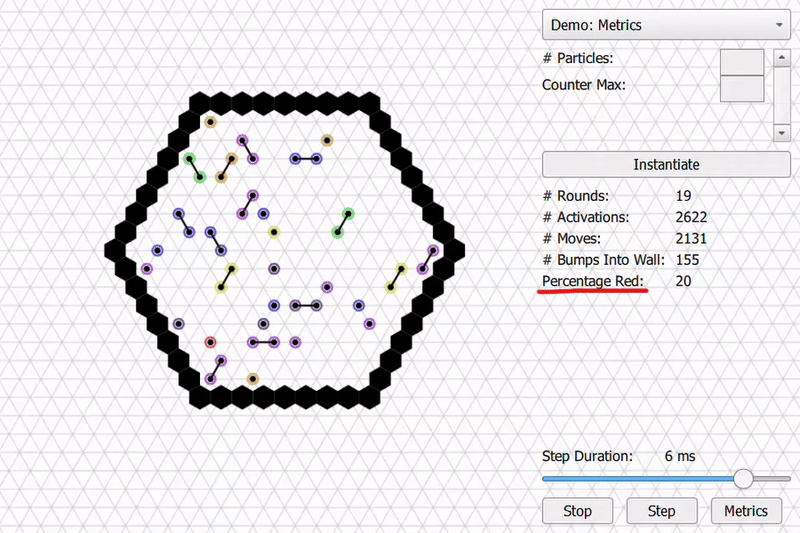 Demo: Metrics
# Particles:
Counter Max:
Instantiate
# Rounds: 19
# Activations: 2622
# Moves: 2131
# Bumps Into Wall: 155
Percentage Red: 20
Step Duration: 6 ms
Stop Step Metrics